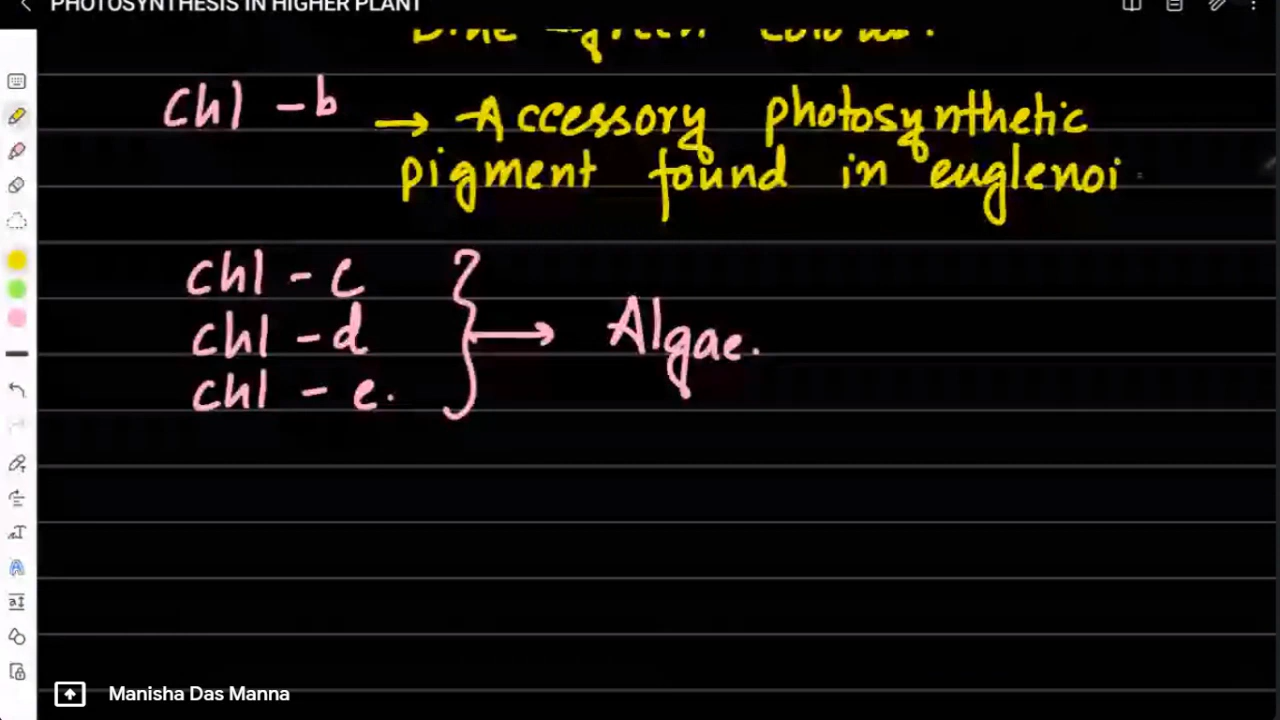 PHOTOSYNTHESIS IN HIGHER PLANT
Chl - b → Accessory photosynthetic
pigment found in euglenoi
chl - c
chl - d → Algae.
chl - e.
Manisha Das Manna